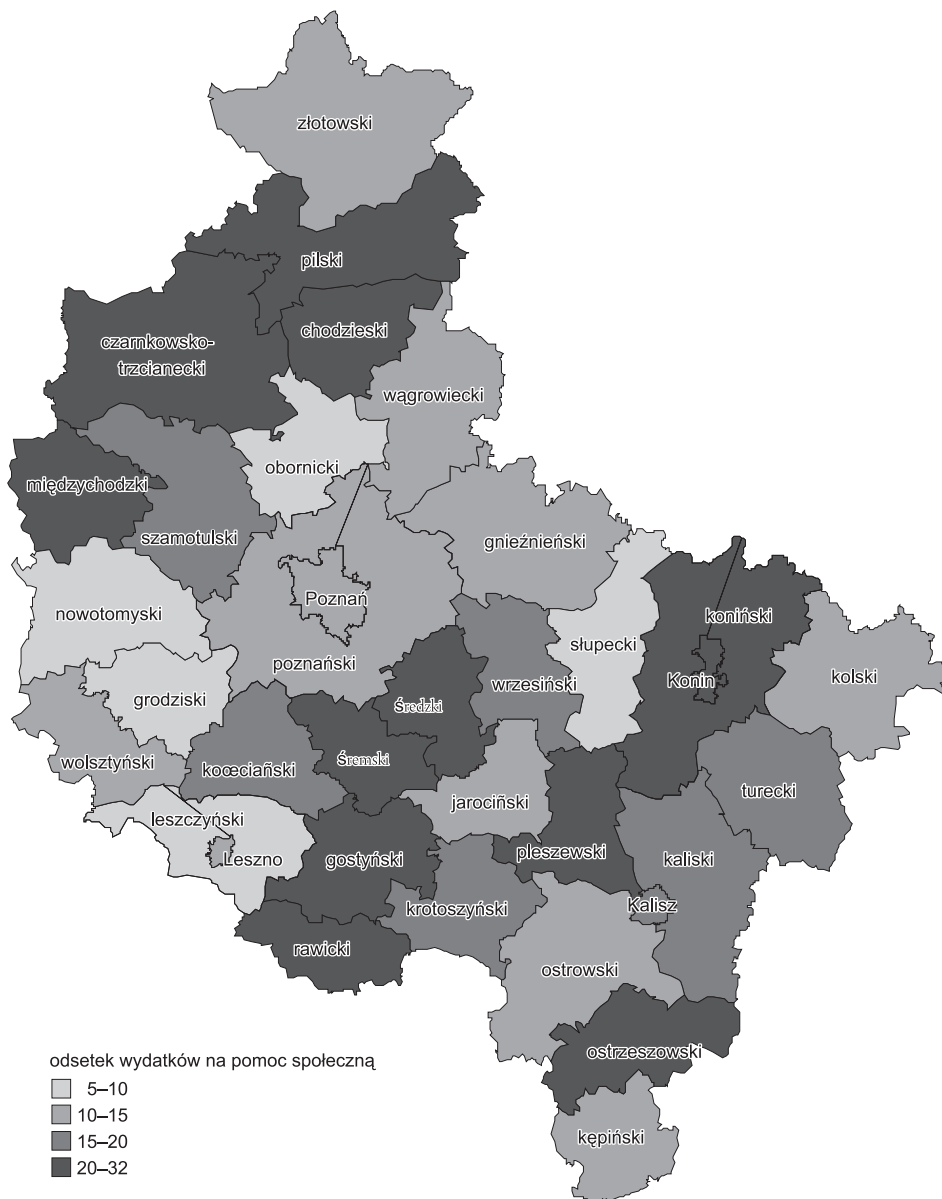 złotowski
pilski
chodzieski
czarnkowsko-
trzcianecki
wągrowiecki
obornicki
międzychodzki
szamotulski
gnieźnieński
nowotomyski
Poznań
koniński
słupecki
poznański
wrzesiński
Konin
kolski
grodziski
Średzki
wolsztyński
koœciański
Śremski
turecki
jarociñski
leszczyński
Leszno
gostyński
pleszewski
kaliski
krotoszyński
Kalisz
rawicki
ostrowski
ostrzeszowski
kępiński
odsetek wydatków na pomoc społeczną
5–10
10–15
15–20
20–32